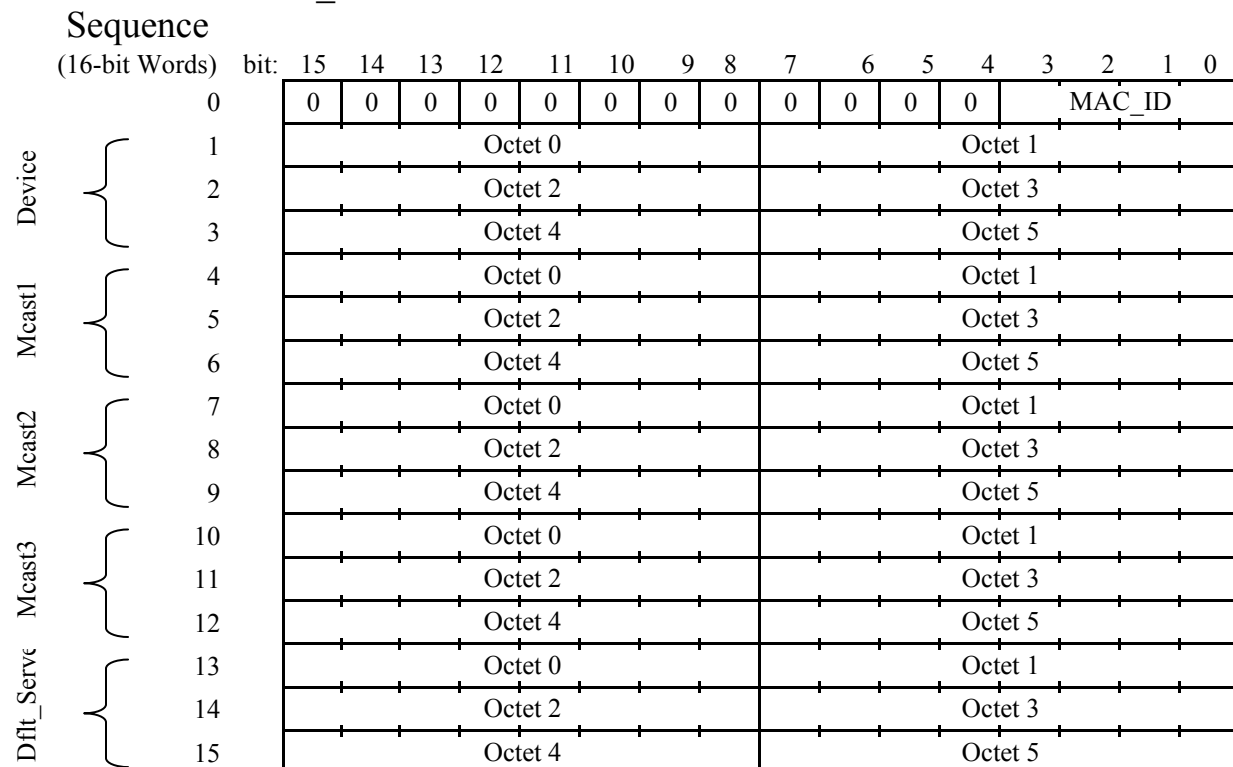 Sequence
(16-bit Words) bit: 15 14 13 12 11 10 9 8 7 6 5 4 3 2 1 0
0 0 0 0 0 0 0 0 0 0 0 0 0 MAC_ID
Device
1 Octet 0 Octet 1
2 Octet 2 Octet 3
3 Octet 4 Octet 5
Mcast1
4 Octet 0 Octet 1
5 Octet 2 Octet 3
6 Octet 4 Octet 5
Mcast2
7 Octet 0 Octet 1
8 Octet 2 Octet 3
9 Octet 4 Octet 5
Mcast3
10 Octet 0 Octet 1
11 Octet 2 Octet 3
12 Octet 4 Octet 5
Dflt_Serve
13 Octet 0 Octet 1
14 Octet 2 Octet 3
15 Octet 4 Octet 5